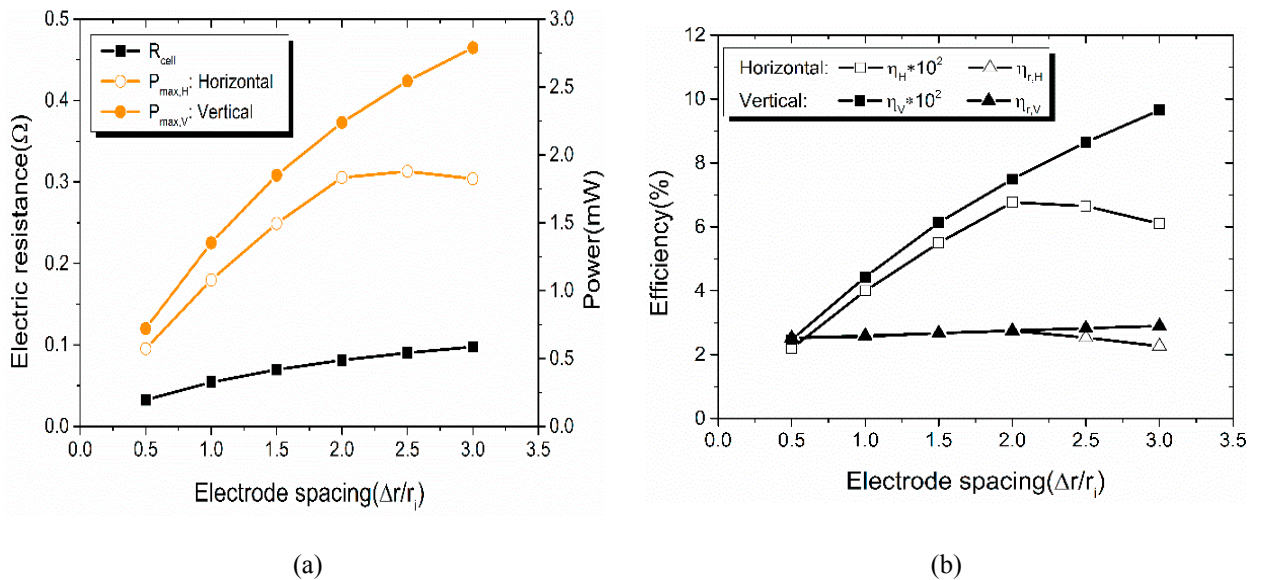 0.5
0.4
0.3
0.2
0.1
0.0
Electric resistance(Ω)
R_cell
P_max,H: Horizontal
P_max,V: Vertical
3.0
2.5
2.0
1.5
1.0
0.5
0.0
Power(mW)
0.0 0.5 1.0 1.5 2.0 2.5 3.0 3.5
Electrode spacing(Δr/r_i)
(a)
12
10
8
6
4
2
0
Efficiency(%)
Horizontal: η_H*10² η_r,H
Vertical: η_V*10² η_r,V
0.0 0.5 1.0 1.5 2.0 2.5 3.0 3.5
Electrode spacing(Δr/r_i)
(b)